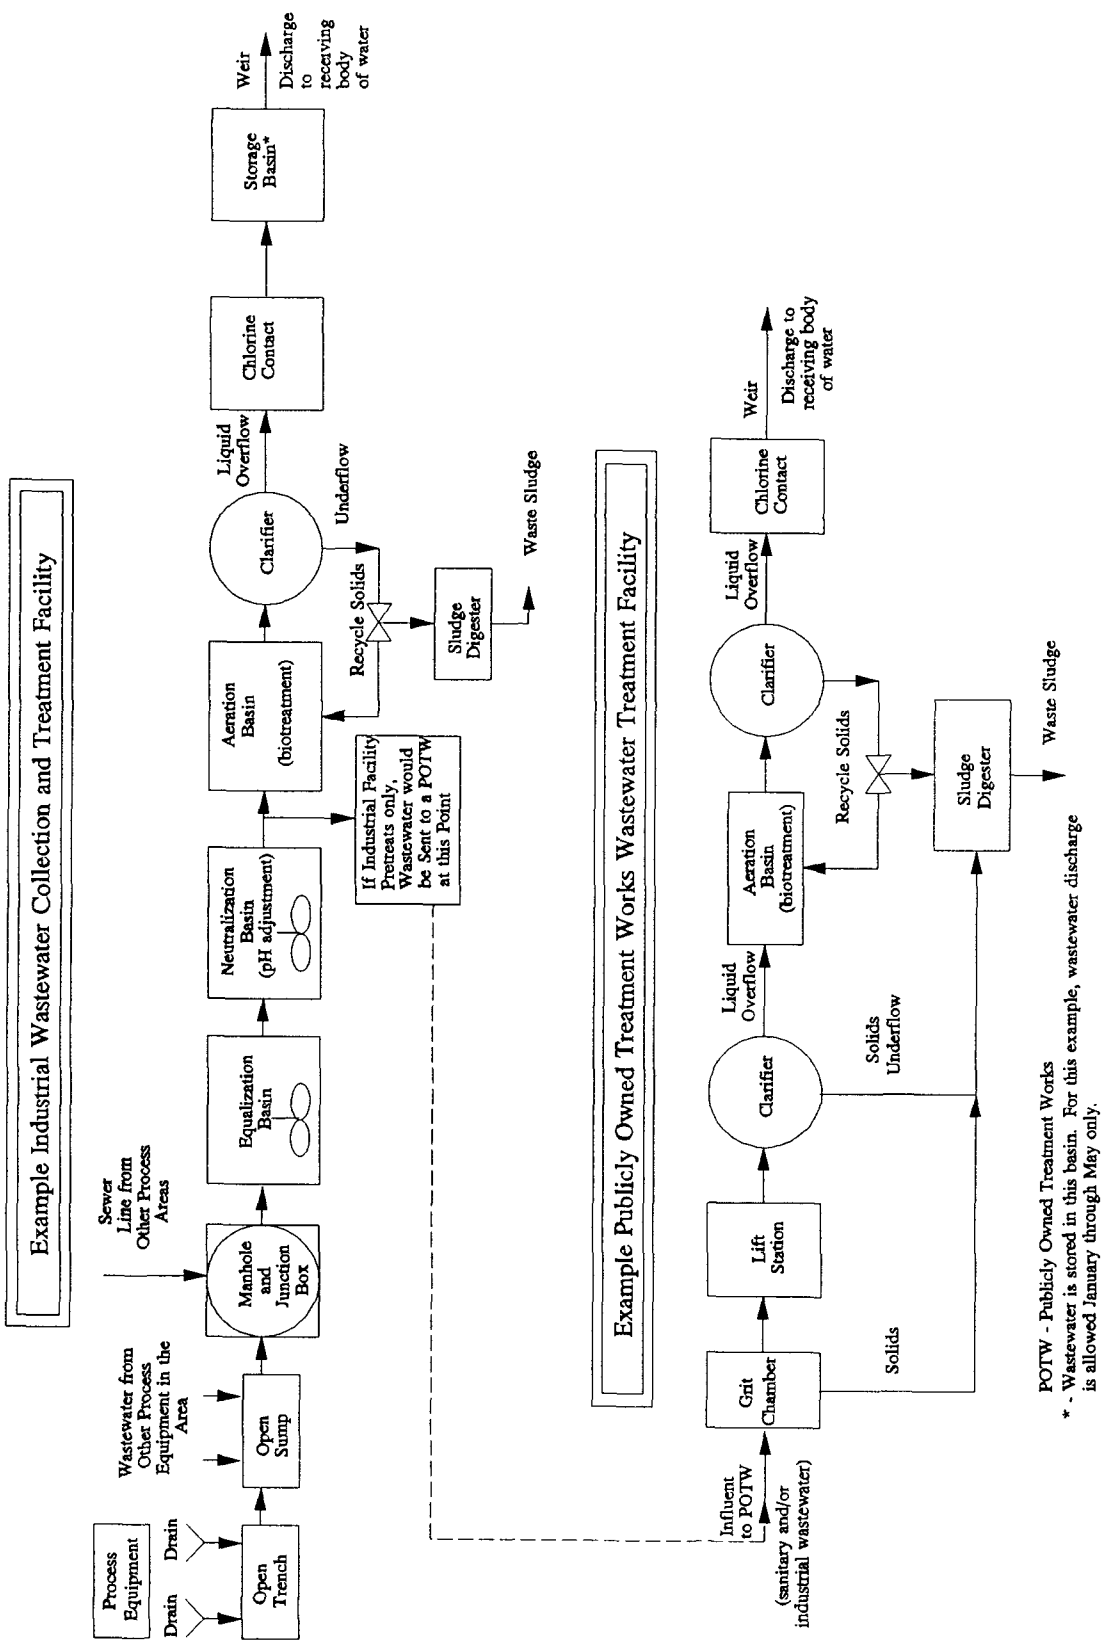 Example Industrial Wastewater Collection and Treatment Facility
Process
Equipment
Drain
Drain
Open
Trench
Wastewater from
Other Process
Equipment in the
Area
Open
Sump
Sewer
Line from
Other Process
Areas
Manhole
and
Junction
Box
Equalization
Basin
Neutralization
Basin
(pH adjustment)
If Industrial Facility
Pretreats only,
Wastewater would
be Sent to a POTW
at this Point
Aeration
Basin
(biotreatment)
Clarifier
Liquid
Overflow
Underflow
Recycle Solids
Sludge
Digester
Waste Sludge
Chlorine
Contact
Storage
Basin*
Weir
Discharge
to
receiving
body
of water
Example Publicly Owned Treatment Works Wastewater Treatment Facility
Influent
to POTW
(sanitary and/or
industrial wastewater)
Grit
Chamber
Solids
Lift
Station
Clarifier
Solids
Underflow
Liquid
Overflow
Aeration
Basin
(biotreatment)
Recycle Solids
Clarifier
Liquid
Overflow
Sludge
Digester
Waste Sludge
Chlorine
Contact
Weir
Discharge to
receiving body
of water
POTW - Publicly Owned Treatment Works
* - Wastewater is stored in this basin. For this example, wastewater discharge
is allowed January through May only.